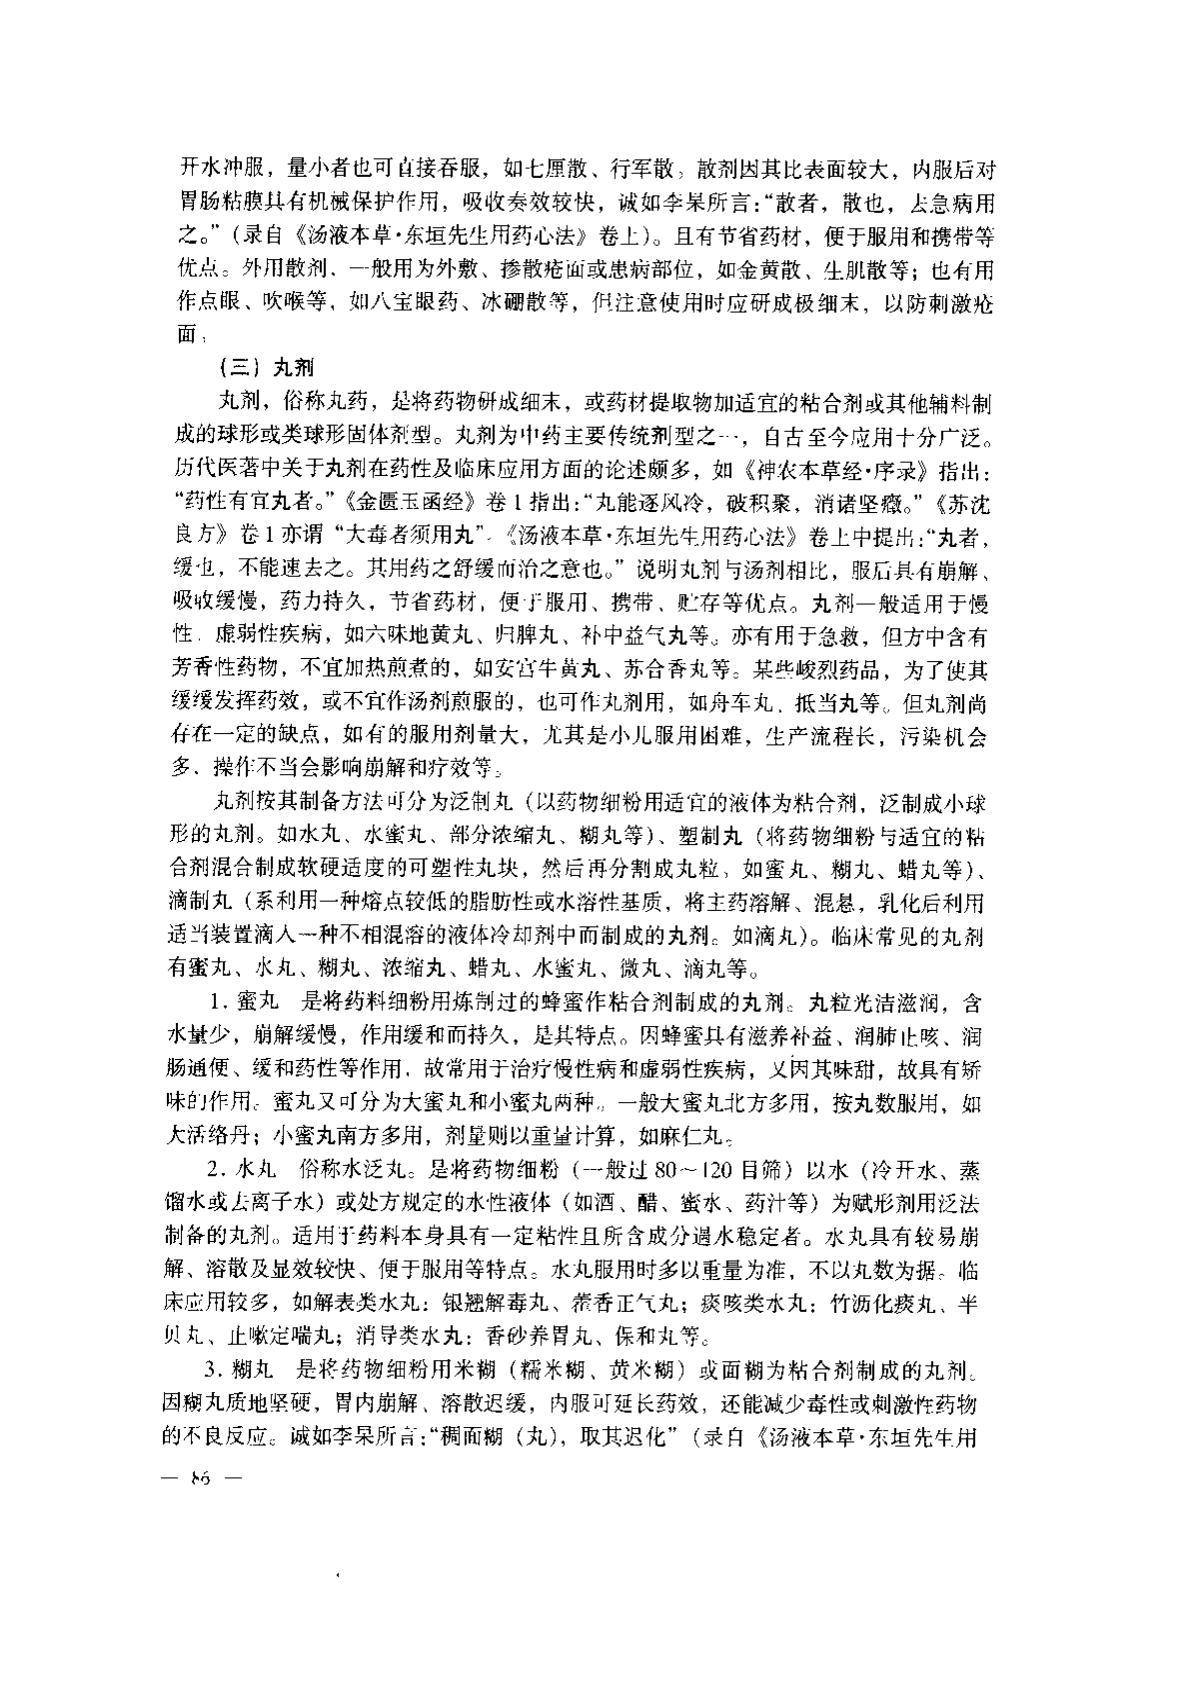 开水冲服，量小者也可直接吞服，如七厘散、行军散。散剂因其比表面较大，内服后对
胃肠粘膜具有机械保护作用，吸收奏效较快，诚如李杲所言：“散者，散也，去急病用
之。”（录自《汤液本草·东垣先生用药心法》卷上）。且有节省药材，便于服用和携带等
优点。外用散剂，一般用为外敷、掺散疮面或患病部位，如金黄散、生肌散等；也有用
作点眼、吹喉等，如八宝眼药、冰硼散等，但注意使用时应研成极细末，以防刺激疮
面。
（三）丸剂
丸剂，俗称丸药，是将药物研成细末，或药材提取物加适宜的粘合剂或其他辅料制
成的球形或类球形固体剂型。丸剂为中药主要传统剂型之一，自古至今应用十分广泛。
历代医著中关于丸剂在药性及临床应用方面的论述颇多，如《神农本草经·序录》指出：
“药性有宜丸者。”《金匮玉函经》卷1指出：“丸能逐风冷，破积聚，消诸坚癥。”《苏沈
良方》卷1亦谓“大毒者须用丸”。《汤液本草·东垣先生用药心法》卷上中提出：“丸者，
缓也，不能速去之。其用药之舒缓而治之意也。”说明丸剂与汤剂相比，服后具有崩解、
吸收缓慢，药力持久，节省药材，便于服用、携带、贮存等优点。丸剂一般适用于慢
性、虚弱性疾病，如六味地黄丸、归脾丸、补中益气丸等。亦有用于急救，但方中含有
芳香性药物，不宜加热煎煮的，如安宫牛黄丸、苏合香丸等。某些峻烈药品，为了使其
缓缓发挥药效，或不宜作汤剂煎服的，也可作丸剂用，如舟车丸、抵当丸等。但丸剂尚
存在一定的缺点，如有的服用剂量大，尤其是小儿服用困难，生产流程长，污染机会
多、操作不当会影响崩解和疗效等。
丸剂按其制备方法可分为泛制丸（以药物细粉用适宜的液体为粘合剂，泛制成小球
形的丸剂。如水丸、水蜜丸、部分浓缩丸、糊丸等）、塑制丸（将药物细粉与适宜的粘
合剂混合制成软硬适度的可塑性丸块，然后再分割成丸粒，如蜜丸、糊丸、蜡丸等）、
滴制丸（系利用一种熔点较低的脂肪性或水溶性基质，将主药溶解、混悬，乳化后利用
适当装置滴人一种不相混溶的液体冷却剂中而制成的丸剂。如滴丸）。临床常见的丸剂
有蜜丸、水丸、糊丸、浓缩丸、蜡丸、水蜜丸、微丸、滴丸等。
1．蜜丸　是将药料细粉用炼制过的蜂蜜作粘合剂制成的丸剂。丸粒光洁滋润，含
水量少，崩解缓慢，作用缓和而持久，是其特点。因蜂蜜具有滋养补益、润肺止咳、润
肠通便、缓和药性等作用，故常用于治疗慢性病和虚弱性疾病，又因其味甜，故具有矫
味的作用。蜜丸又可分为大蜜丸和小蜜丸两种。一般大蜜丸北方多用，按丸数服用，如
大活络丹；小蜜丸南方多用，剂量则以重量计算，如麻仁丸。
2．水丸　俗称水泛丸。是将药物细粉（一般过80～120目筛）以水（冷开水、蒸
馏水或去离子水）或处方规定的水性液体（如酒、醋、蜜水、药汁等）为赋形剂用泛法
制备的丸剂。适用于药料本身具有一定粘性且所含成分遇水稳定者。水丸具有较易崩
解、溶散及显效较快、便于服用等特点。水丸服用时多以重量为准，不以丸数为据。临
床应用较多，如解表类水丸：银翘解毒丸、藿香正气丸；痰咳类水丸：竹沥化痰丸、半
贝丸、止嗽定喘丸；消导类水丸：香砂养胃丸、保和丸等。
3．糊丸　是将药物细粉用米糊（糯米糊、黄米糊）或面糊为粘合剂制成的丸剂。
因糊丸质地坚硬，胃内崩解、溶散迟缓，内服可延长药效，还能减少毒性或刺激性药物
的不良反应。诚如李杲所言：“稠面糊（丸），取其迟化”（录自《汤液本草·东垣先生用
— 86 —